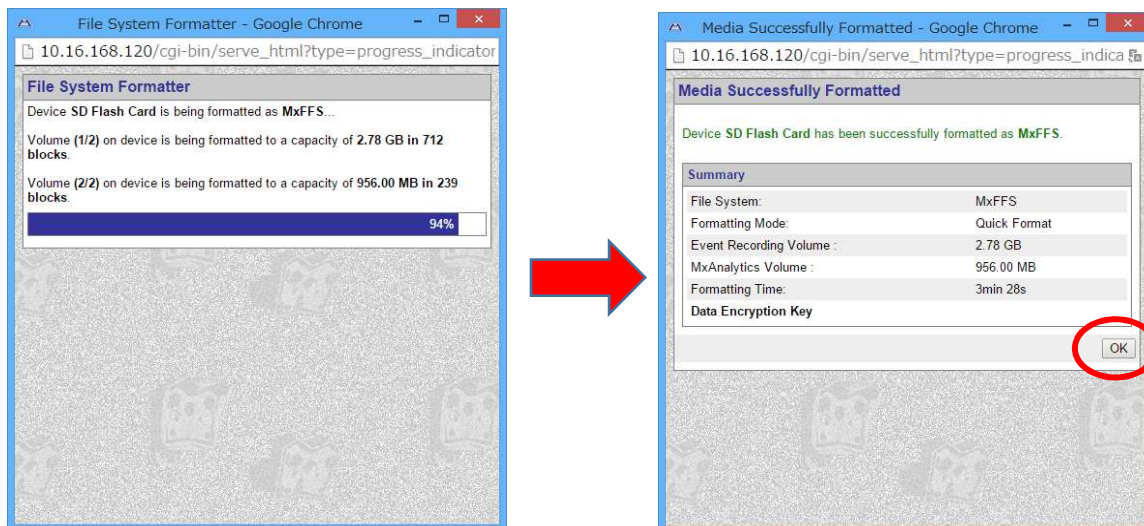 File System Formatter - Google Chrome
10.16.168.120/cgi-bin/serve_html?type=progress_indicator
File System Formatter
Device SD Flash Card is being formatted as MxFFS...
Volume (1/2) on device is being formatted to a capacity of 2.78 GB in 712
blocks.
Volume (2/2) on device is being formatted to a capacity of 956.00 MB in 239
blocks.
94%
Media Successfully Formatted - Google Chrome
10.16.168.120/cgi-bin/serve_html?type=progress_indica
Media Successfully Formatted
Device SD Flash Card has been successfully formatted as MxFFS.
Summary
File System: MxFFS
Formatting Mode: Quick Format
Event Recording Volume : 2.78 GB
MxAnalytics Volume : 956.00 MB
Formatting Time: 3min 28s
Data Encryption Key
OK